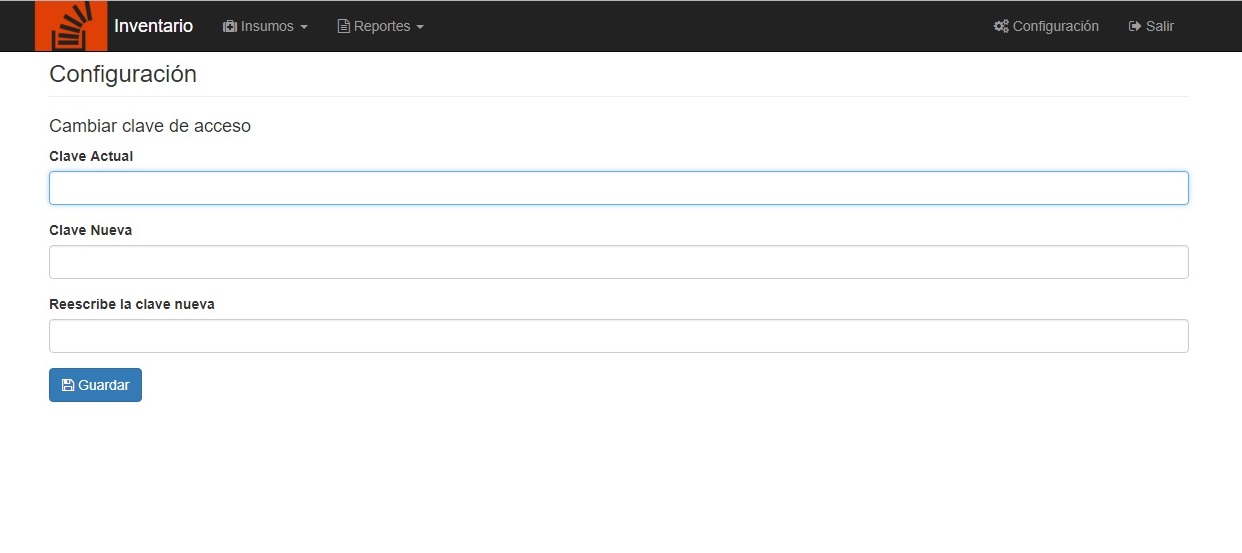 Inventario Insumos Reportes Configuración Salir
Configuración
Cambiar clave de acceso
Clave Actual
Clave Nueva
Reescribe la clave nueva
Guardar